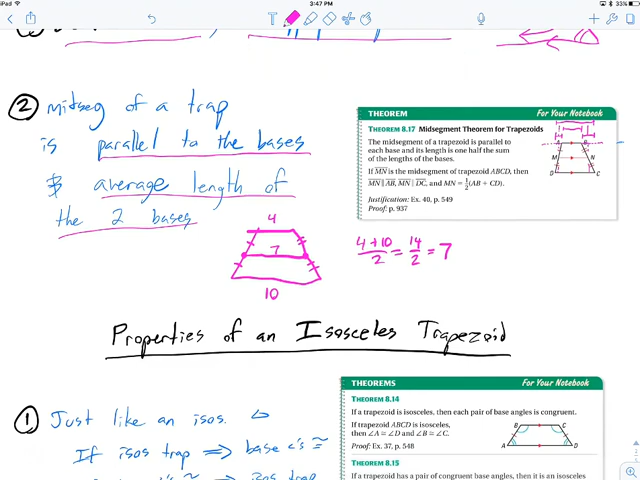 iPad
3:47 PM
33%
② midseg of a trap
is parallel to the bases
& average length of
the 2 bases
4
7
10
THEOREM
For Your Notebook
THEOREM 8.17 Midsegment Theorem for Trapezoids
The midsegment of a trapezoid is parallel to
each base and its length is one half the sum
of the lengths of the bases.
If MN is the midsegment of trapezoid ABCD, then
MN ∥ AB, MN ∥ DC, and MN = 1/2(AB + CD).
Justification: Ex. 40, p. 549
Proof: p. 937
A B
M N
D C
4+10/2 = 14/2 = 7
Properties of an Isosceles Trapezoid
① Just like an isos.
If isos trap ⇒ base ∠'s ≅
THEOREMS
For Your Notebook
THEOREM 8.14
If a trapezoid is isosceles, then each pair of base angles is congruent.
If trapezoid ABCD is isosceles,
then ∠A ≅ ∠D and ∠B ≅ ∠C.
Proof: Ex. 37, p. 548
B C
A D
THEOREM 8.15
If a trapezoid has a pair of congruent base angles, then it is an isosceles